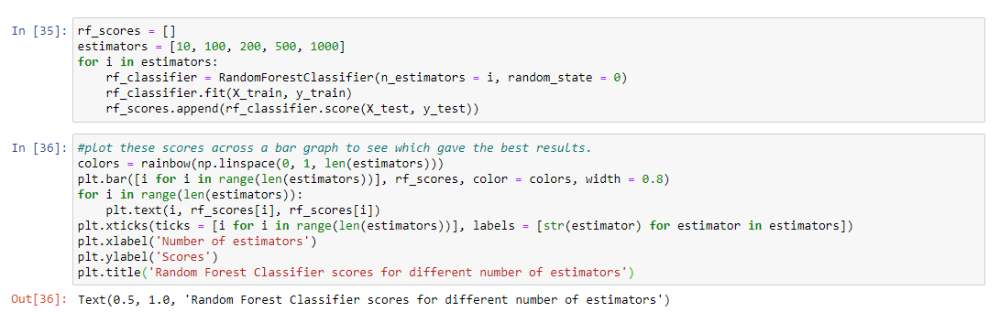 In [35]: rf_scores = []
estimators = [10, 100, 200, 500, 1000]
for i in estimators:
    rf_classifier = RandomForestClassifier(n_estimators = i, random_state = 0)
    rf_classifier.fit(X_train, y_train)
    rf_scores.append(rf_classifier.score(X_test, y_test))
In [36]: #plot these scores across a bar graph to see which gave the best results.
colors = rainbow(np.linspace(0, 1, len(estimators)))
plt.bar([i for i in range(len(estimators))], rf_scores, color = colors, width = 0.8)
for i in range(len(estimators)):
    plt.text(i, rf_scores[i], rf_scores[i])
plt.xticks(ticks = [i for i in range(len(estimators))], labels = [str(estimator) for estimator in estimators])
plt.xlabel('Number of estimators')
plt.ylabel('Scores')
plt.title('Random Forest Classifier scores for different number of estimators')
Out[36]: Text(0.5, 1.0, 'Random Forest Classifier scores for different number of estimators')